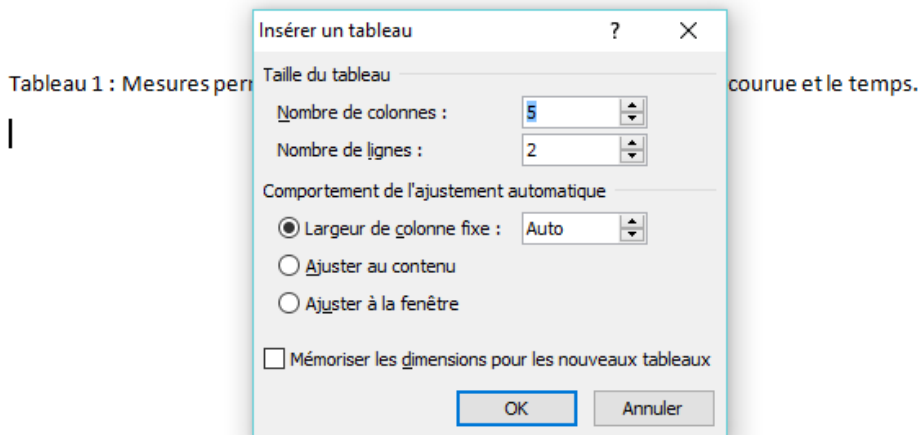 Insérer un tableau ? X
Tableau 1 : Mesures courue et le temps.
Taille du tableau
Nombre de colonnes : 5
Nombre de lignes : 2
Comportement de l'ajustement automatique
Largeur de colonne fixe : Auto
Ajuster au contenu
Ajuster à la fenêtre
Mémoriser les dimensions pour les nouveaux tableaux
OK Annuler